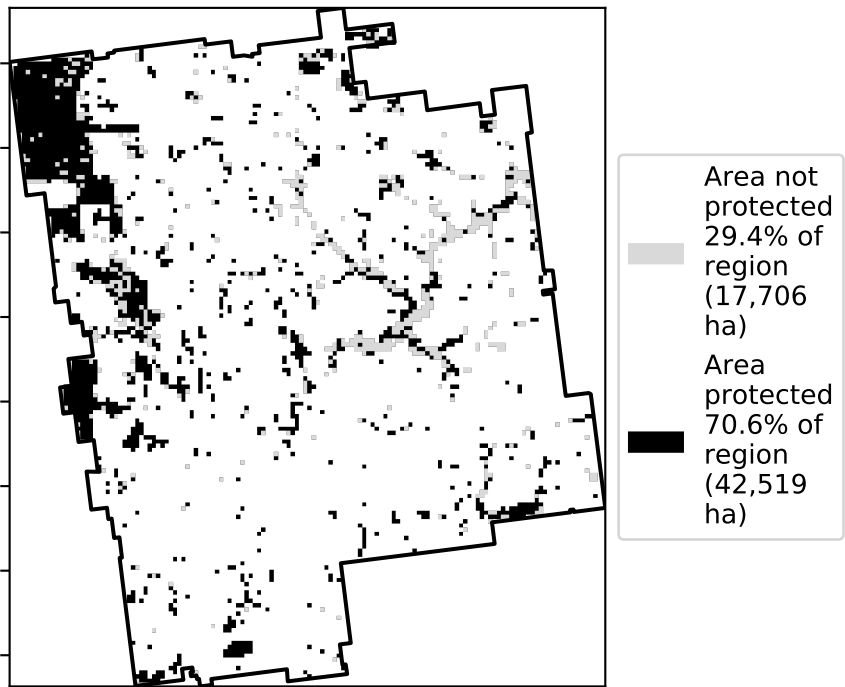 Area not
protected
29.4% of
region
(17,706
ha)
Area
protected
70.6% of
region
(42,519
ha)